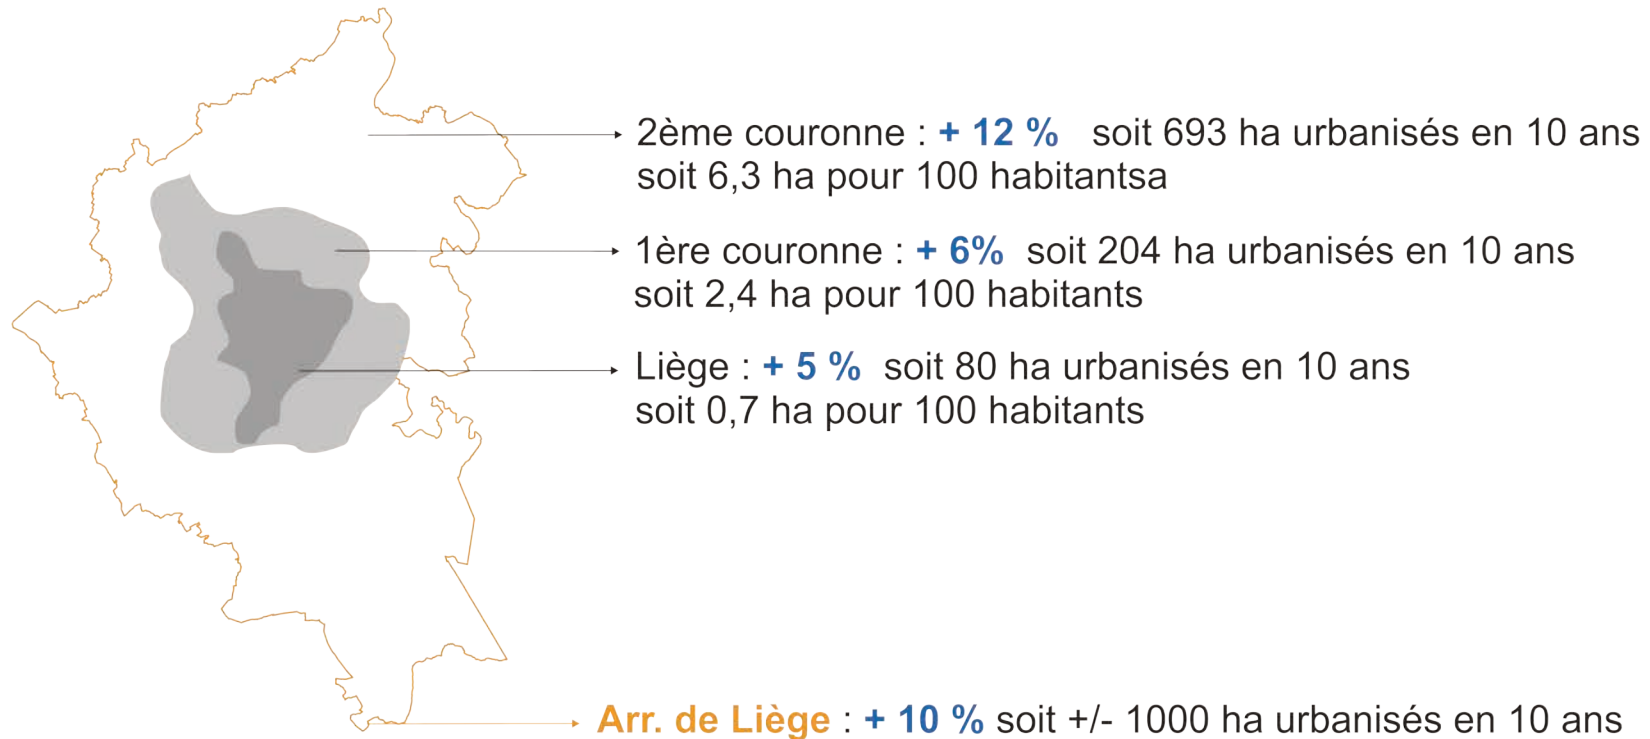 2ème couronne : + 12 % soit 693 ha urbanisés en 10 ans
soit 6,3 ha pour 100 habitantsa
1ère couronne : + 6% soit 204 ha urbanisés en 10 ans
soit 2,4 ha pour 100 habitants
Liège : + 5 % soit 80 ha urbanisés en 10 ans
soit 0,7 ha pour 100 habitants
Arr. de Liège : + 10 % soit +/- 1000 ha urbanisés en 10 ans